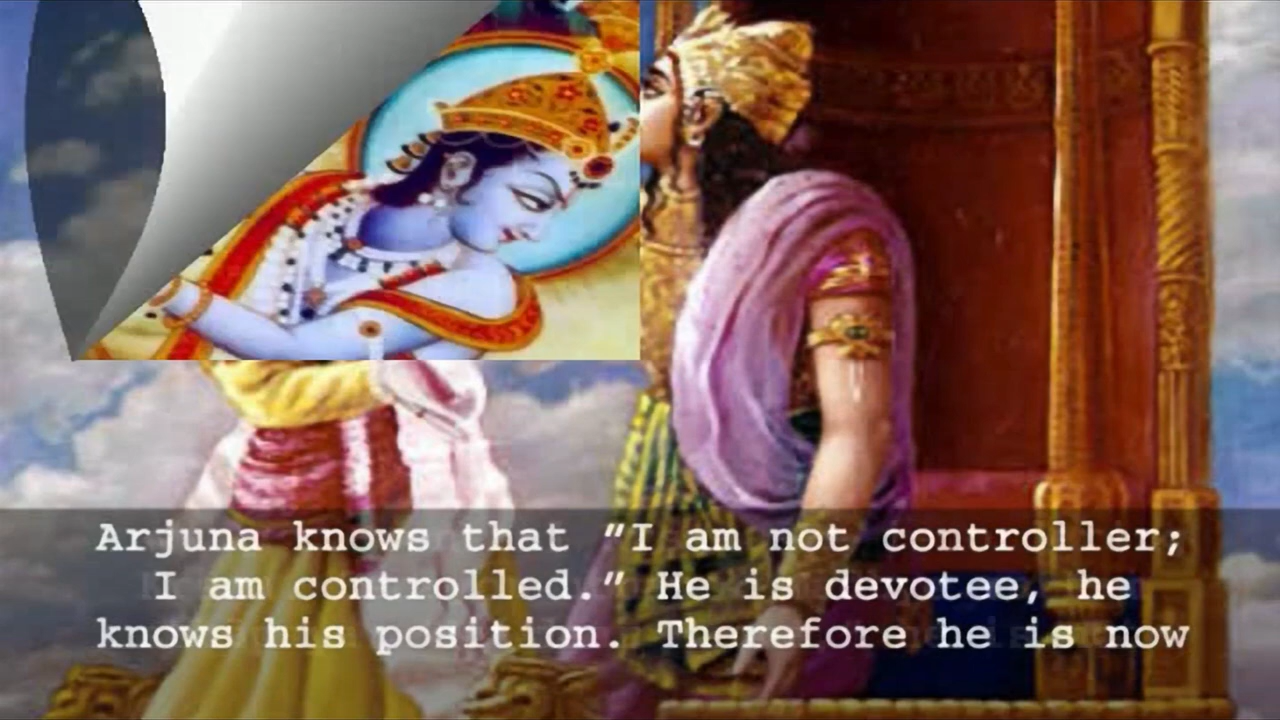 Arjuna knows that "I am not controller;
I am controlled." He is devotee, he
knows his position. Therefore he is now